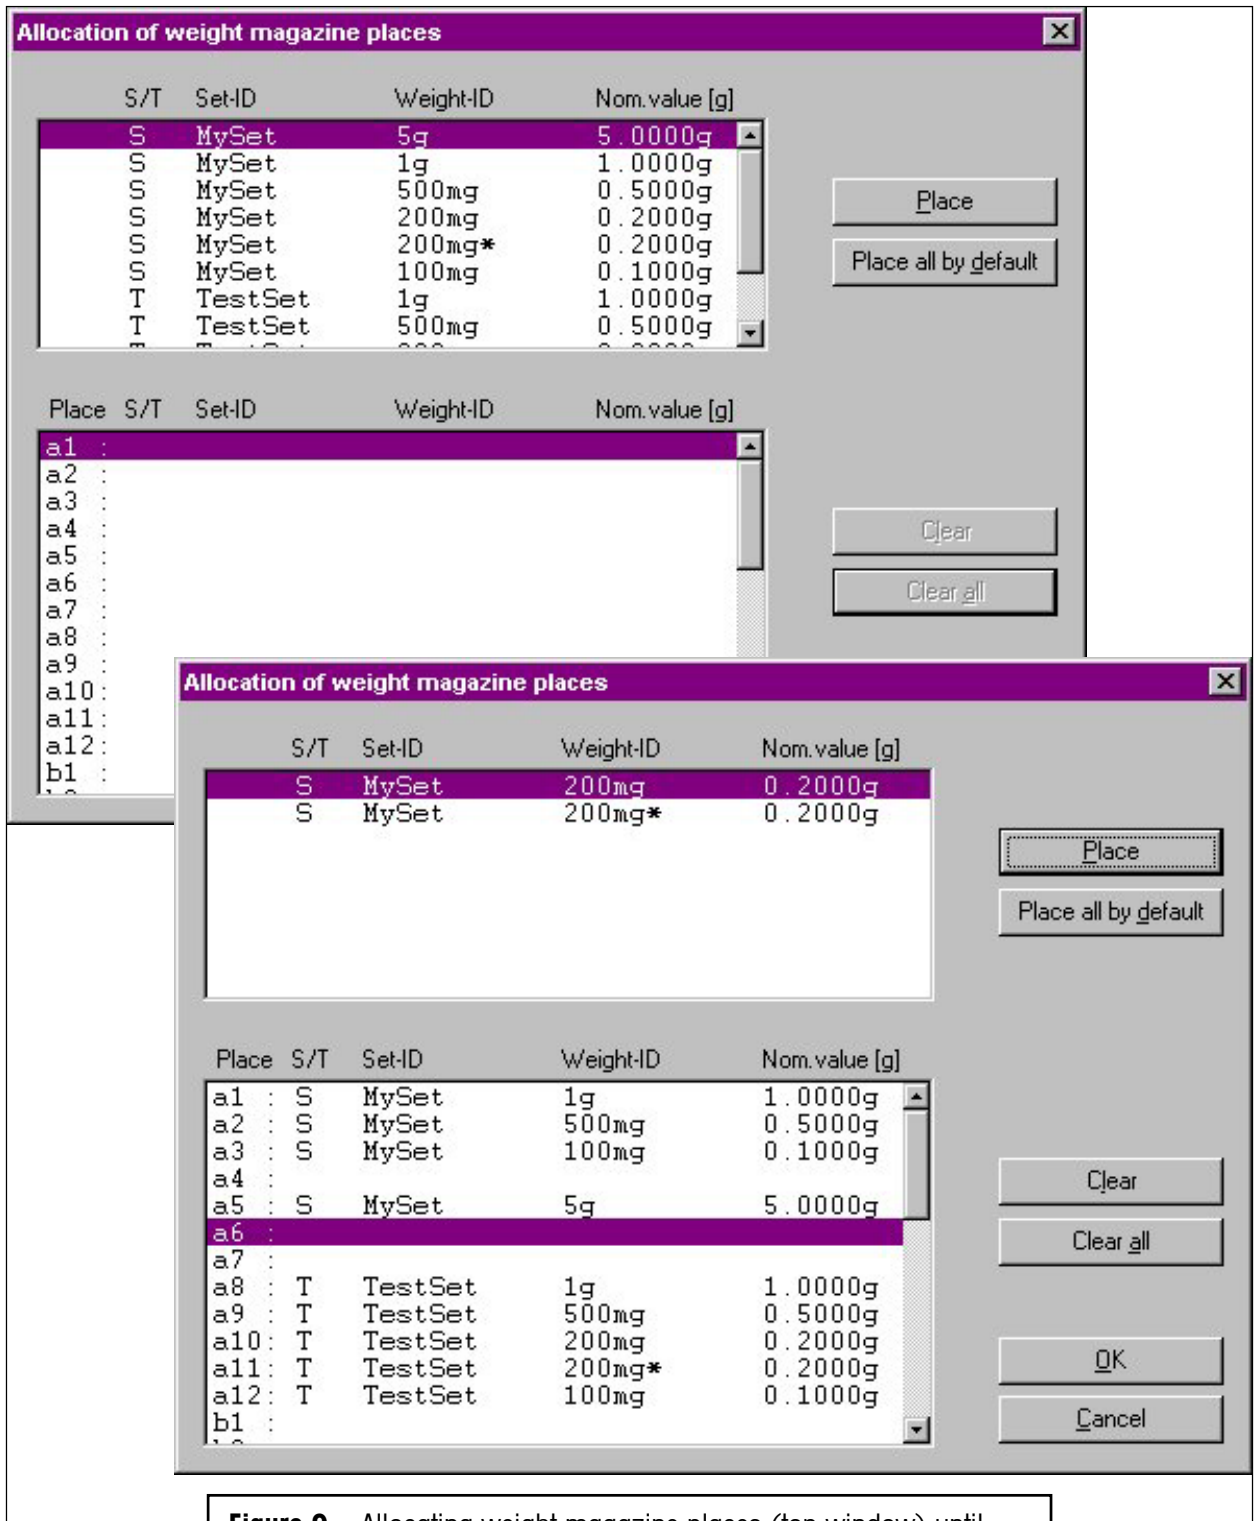 Allocation of weight magazine places
S/T Set-ID Weight-ID Nom.value [g]
S MySet 5g 5.0000g
S MySet 1g 1.0000g
S MySet 500mg 0.5000g
S MySet 200mg 0.2000g
S MySet 200mg* 0.2000g
S MySet 100mg 0.1000g
T TestSet 1g 1.0000g
T TestSet 500mg 0.5000g
Place
Place all by default
Place S/T Set-ID Weight-ID Nom.value [g]
a1 :
a2 :
a3 :
a4 :
a5 :
a6 :
a7 :
a8 :
a9 :
a10:
a11:
a12:
b1 :
Clear
Clear all
Allocation of weight magazine places
S/T Set-ID Weight-ID Nom.value [g]
S MySet 200mg 0.2000g
S MySet 200mg* 0.2000g
Place
Place all by default
Place S/T Set-ID Weight-ID Nom.value [g]
a1 : S MySet 1g 1.0000g
a2 : S MySet 500mg 0.5000g
a3 : S MySet 100mg 0.1000g
a4 :
a5 : S MySet 5g 5.0000g
a6 :
a7 :
a8 : T TestSet 1g 1.0000g
a9 : T TestSet 500mg 0.5000g
a10: T TestSet 200mg 0.2000g
a11: T TestSet 200mg* 0.2000g
a12: T TestSet 100mg 0.1000g
b1 :
Clear
Clear all
OK
Cancel
Allocating weight magazine places (top window) until